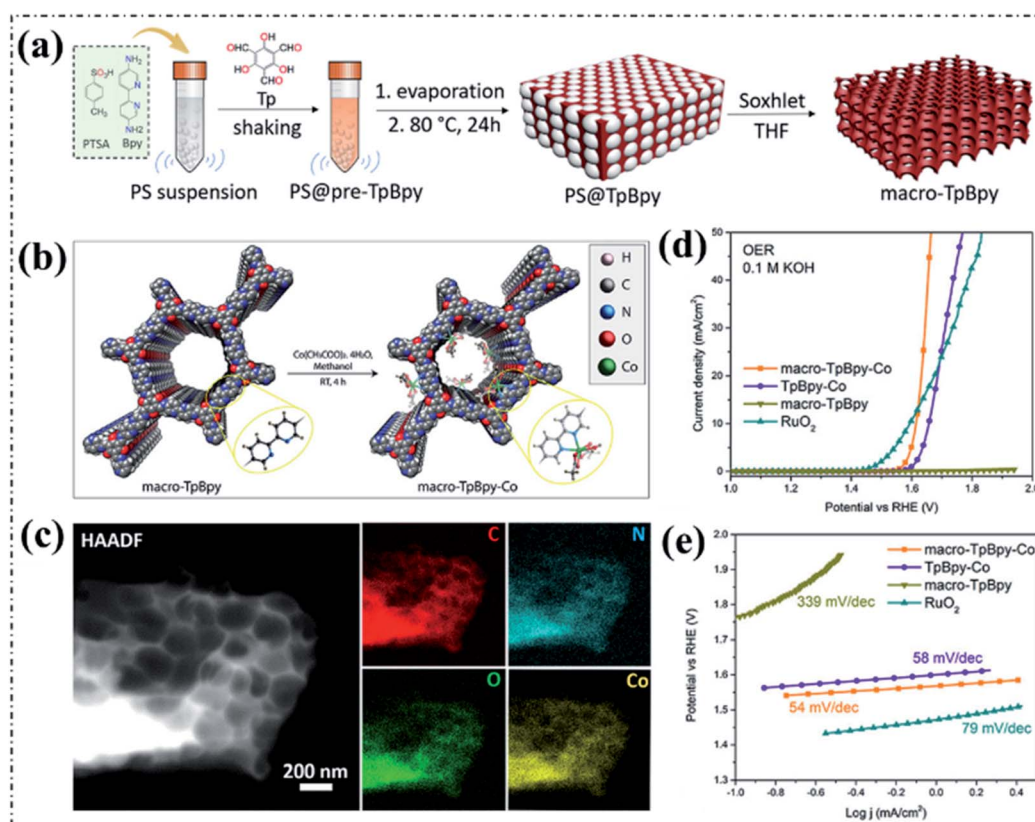 (a)
NH2
SO3H
N
N
CH3
NH2
PTSA
Bpy
PS suspension
OH
OHC
CHO
HO
OH
CHO
Tp
shaking
PS@pre-TpBpy
1. evaporation
2. 80 °C, 24h
PS@TpBpy
Soxhlet
THF
macro-TpBpy
(b)
Co(CH3COO)2. 4H2O,
Methanol
RT, 4 h
macro-TpBpy
macro-TpBpy-Co
H
C
N
O
Co
(c)
HAADF
200 nm
C
N
O
Co
(d)
OER
0.1 M KOH
macro-TpBpy-Co
TpBpy-Co
macro-TpBpy
RuO2
Current density (mA/cm2)
50
40
30
20
10
0
1.0 1.2 1.4 1.6 1.8 2.0
Potential vs RHE (V)
(e)
macro-TpBpy-Co
TpBpy-Co
macro-TpBpy
RuO2
339 mV/dec
58 mV/dec
54 mV/dec
79 mV/dec
Potential vs RHE (V)
2.0
1.9
1.8
1.7
1.6
1.5
1.4
1.3
-1.0 -0.8 -0.6 -0.4 -0.2 0.0 0.2 0.4
Log j (mA/cm2)